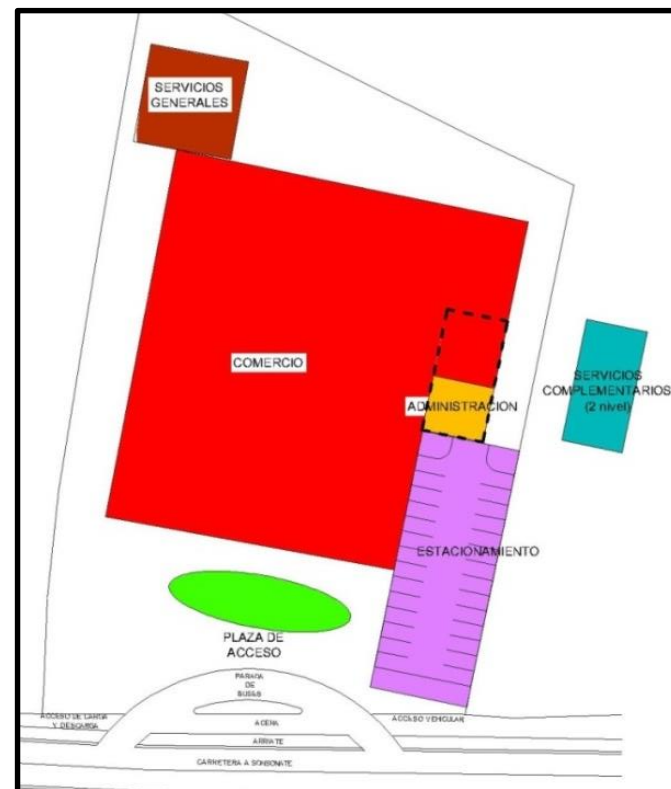 SERVICIOS
GENERALES
COMERCIO
SERVICIOS
COMPLEMENTARIOS
(2 nivel)
ADMINISTRACION
ESTACIONAMIENTO
PLAZA DE
ACCESO
PARADA
DE
BUSES
ACCESO DE CARGA
Y DESCARGA
ACERA
ACCESO VEHICULAR
ARRIATE
CARRETERA A SONSONATE